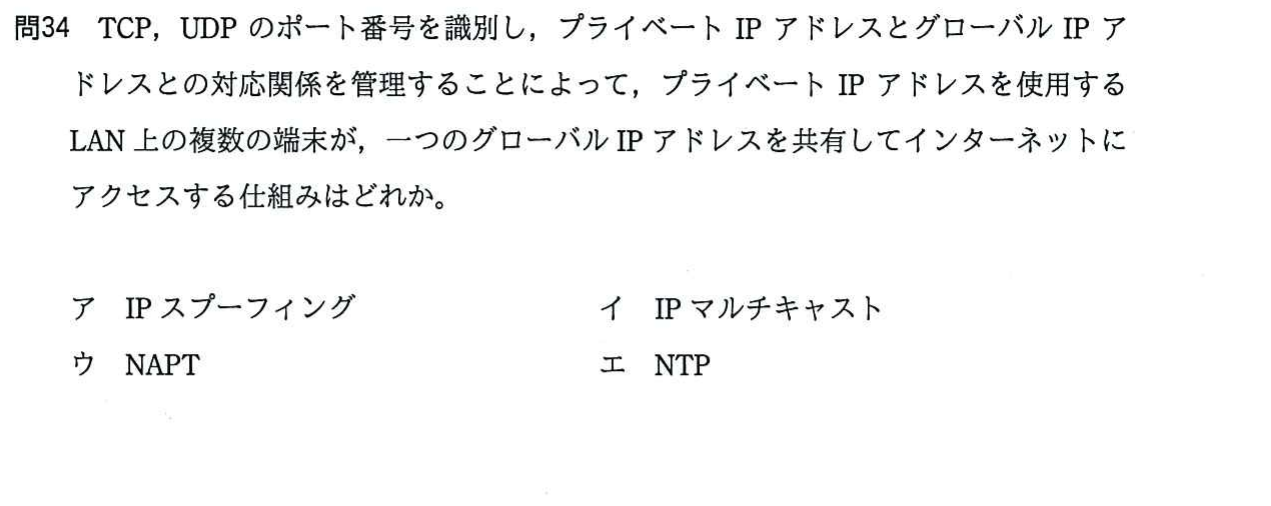 問34 TCP，UDP のポート番号を識別し，プライベート IP アドレスとグローバル IP ア
ドレスとの対応関係を管理することによって，プライベート IP アドレスを使用する
LAN 上の複数の端末が，一つのグローバル IP アドレスを共有してインターネットに
アクセスする仕組みはどれか。
ア IP スプーフィング イ IP マルチキャスト
ウ NAPT エ NTP